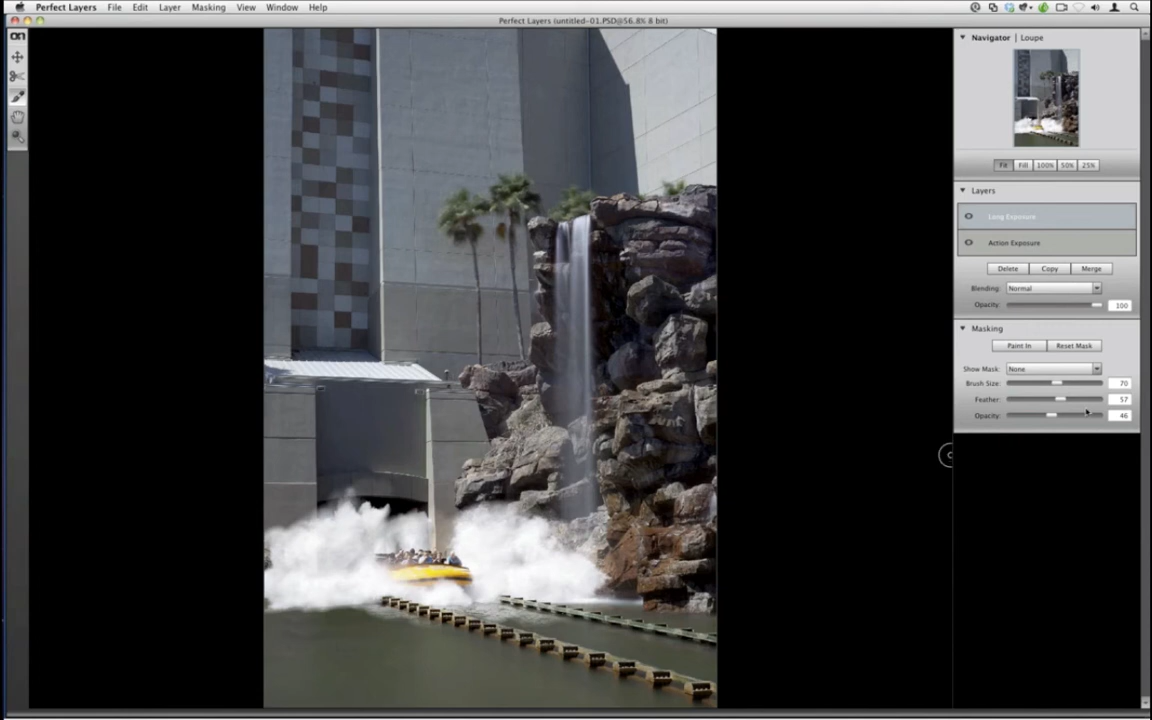 Perfect Layers File Edit Layer Masking View Window Help
Perfect Layers (untitled-01.PSD@56.8% 8 bit)
on
Navigator | Loupe
Fit Fill 100% 50% 25%
Layers
Long Exposure
Action Exposure
Delete Copy Merge
Blending: Normal
Opacity: 100
Masking
Paint In Reset Mask
Show Mask: None
Brush Size: 70
Feather: 57
Opacity: 46